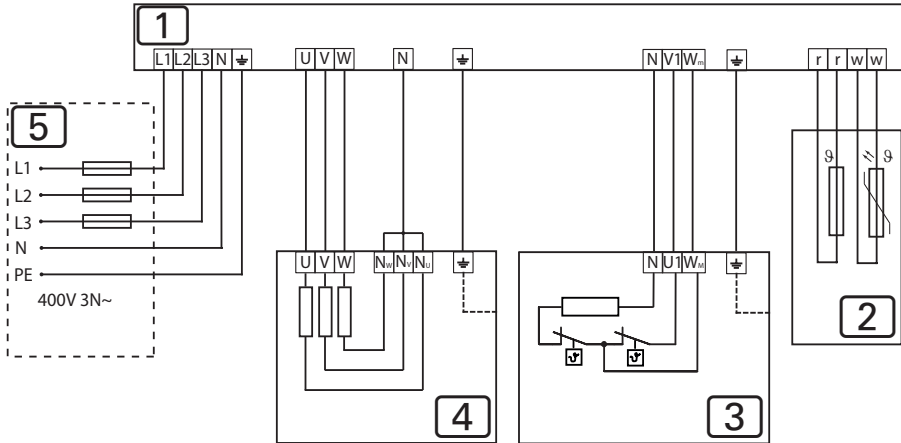 1
L1 L2 L3 N ⏚ U V W N ⏚ N V1 Wm ⏚ r r w w
5
L1
L2
L3
N
PE
400V 3N~
U V W NW NV NU ⏚
4
N U1 WM ⏚
ϑ ϑ
3
ϑ ϑ
2